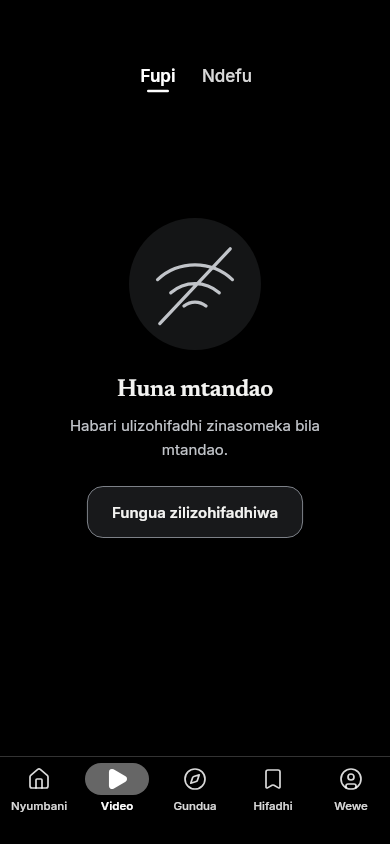 Fupi Ndefu
Huna mtandao
Habari ulizohifadhi zinasomeka bila
mtandao.
Fungua zilizohifadhiwa
Nyumbani Video Gundua Hifadhi Wewe